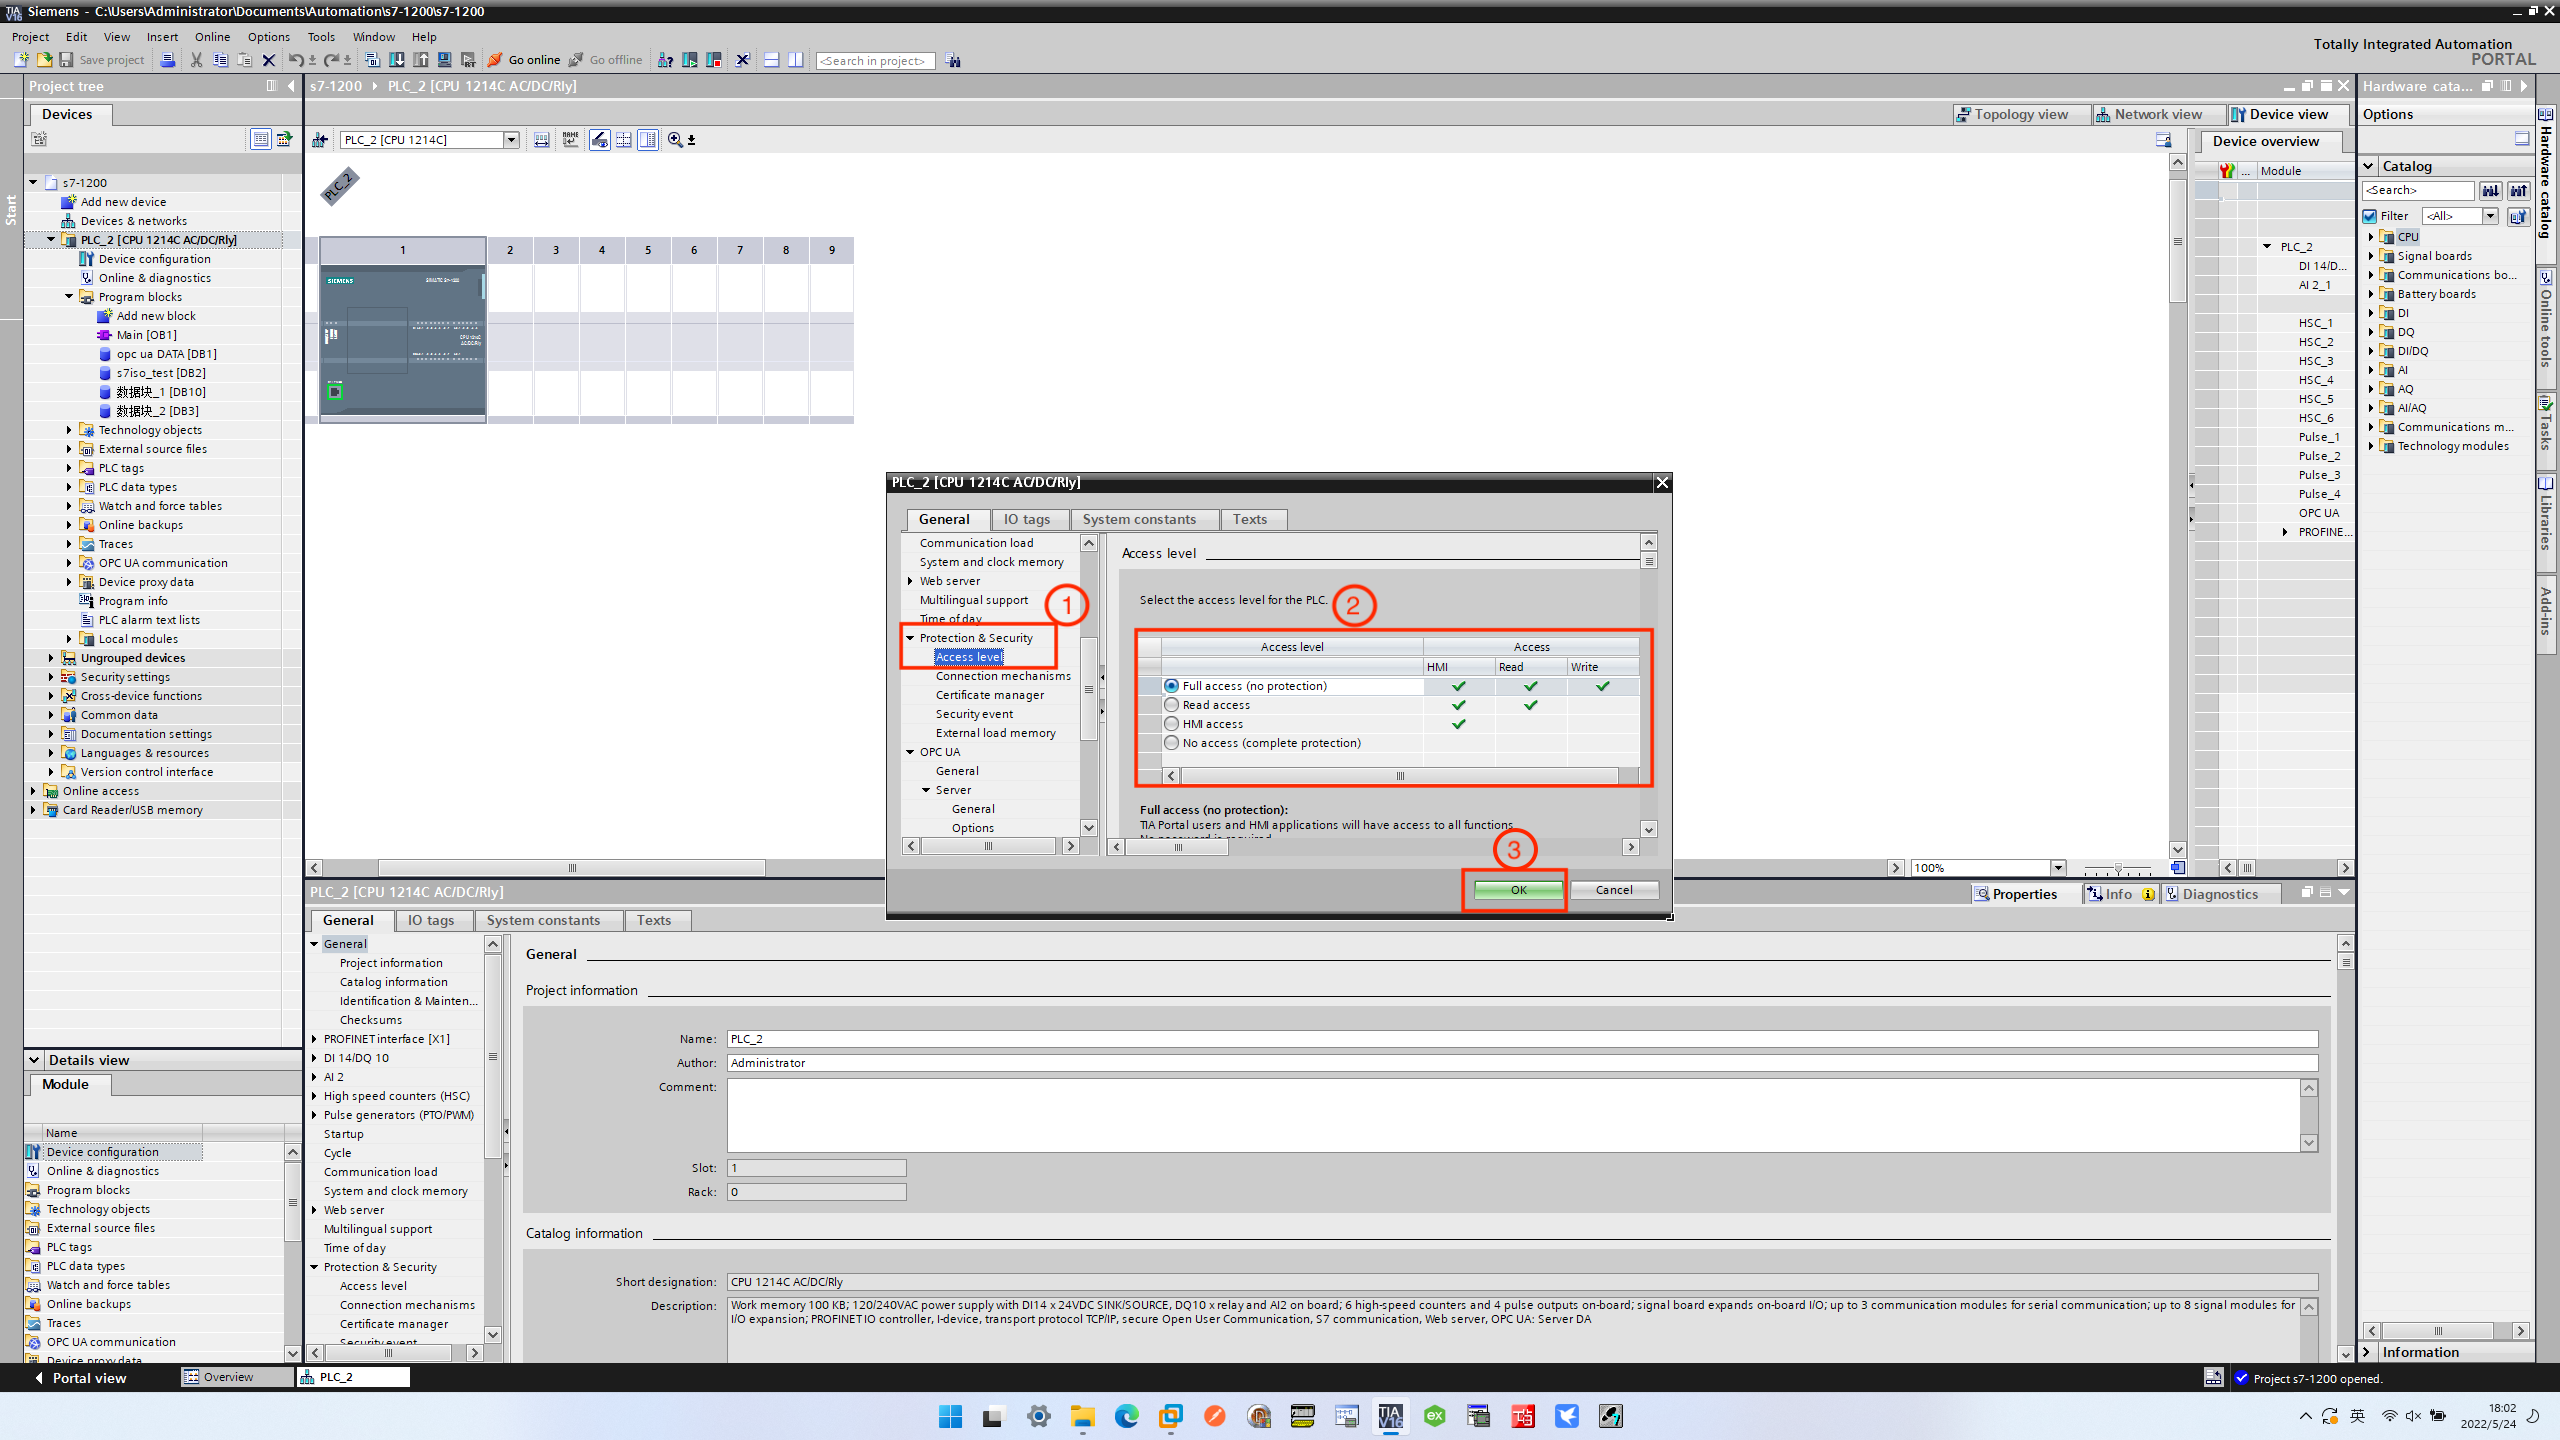 Siemens - C:\Users\Administrator\Documents\Automation\s7-1200\s7-1200
Project Edit View Insert Online Options Tools Window Help
Totally Integrated Automation
PORTAL
Save project
Go online
Go offline
<Search in project>
Project tree
s7-1200 PLC_2 [CPU 1214C AC/DC/Rly]
Hardware cata...
Devices
Topology view
Network view
Device view
Options
PLC_2 [CPU 1214C]
Device overview
... Module
Start
s7-1200
Add new device
Devices & networks
PLC_2 [CPU 1214C AC/DC/Rly]
Device configuration
Online & diagnostics
Program blocks
Add new block
Main [OB1]
opc ua DATA [DB1]
s7iso_test [DB2]
数据块_1 [DB10]
数据块_2 [DB3]
Technology objects
External source files
PLC tags
PLC data types
Watch and force tables
Online backups
Traces
OPC UA communication
Device proxy data
Program info
PLC alarm text lists
Local modules
Ungrouped devices
Security settings
Cross-device functions
Common data
Documentation settings
Languages & resources
Version control interface
Online access
Card Reader/USB memory
PLC_2
1 2 3 4 5 6 7 8 9
SIEMENS
SIMATIC S7-1200
PLC_2
DI 14/D...
AI 2_1
HSC_1
HSC_2
HSC_3
HSC_4
HSC_5
HSC_6
Pulse_1
Pulse_2
Pulse_3
Pulse_4
OPC UA
PROFINE...
Catalog
<Search>
Filter <All>
CPU
Signal boards
Communications bo...
Battery boards
DI
DQ
DI/DQ
AI
AQ
AI/AQ
Communications m...
Technology modules
Hardware catalog
Online tools
Tasks
Libraries
Add-ins
PLC_2 [CPU 1214C AC/DC/Rly]
General IO tags System constants Texts
Communication load
System and clock memory
Web server
Multilingual support
Time of day
Protection & Security
Access level
Connection mechanisms
Certificate manager
Security event
External load memory
OPC UA
General
Server
General
Options
1
Access level
Select the access level for the PLC.
2
Access level Access
HMI Read Write
Full access (no protection)
Read access
HMI access
No access (complete protection)
Full access (no protection):
TIA Portal users and HMI applications will have access to all functions.
No password is required.
3
OK Cancel
100%
PLC_2 [CPU 1214C AC/DC/Rly]
Properties Info Diagnostics
General IO tags System constants Texts
General
Project information
Catalog information
Identification & Mainten...
Checksums
PROFINET interface [X1]
DI 14/DQ 10
AI 2
High speed counters (HSC)
Pulse generators (PTO/PWM)
Startup
Cycle
Communication load
System and clock memory
Web server
Multilingual support
Time of day
Protection & Security
Access level
Connection mechanisms
Certificate manager
Security event
General
Project information
Name: PLC_2
Author: Administrator
Comment:
Slot: 1
Rack: 0
Catalog information
Short designation: CPU 1214C AC/DC/Rly
Description: Work memory 100 KB; 120/240VAC power supply with DI14 x 24VDC SINK/SOURCE, DQ10 x relay and AI2 on board; 6 high-speed counters and 4 pulse outputs on-board; signal board expands on-board I/O; up to 3 communication modules for serial communication; up to 8 signal modules for
I/O expansion; PROFINET IO controller, I-device, transport protocol TCP/IP, secure Open User Communication, S7 communication, Web server, OPC UA: Server DA
Details view
Module
Name
Device configuration
Online & diagnostics
Program blocks
Technology objects
External source files
PLC tags
PLC data types
Watch and force tables
Online backups
Traces
OPC UA communication
Device proxy data
Information
Portal view
Overview
PLC_2
Project s7-1200 opened.
TIA
V16
ex
英
18:02
2022/5/24